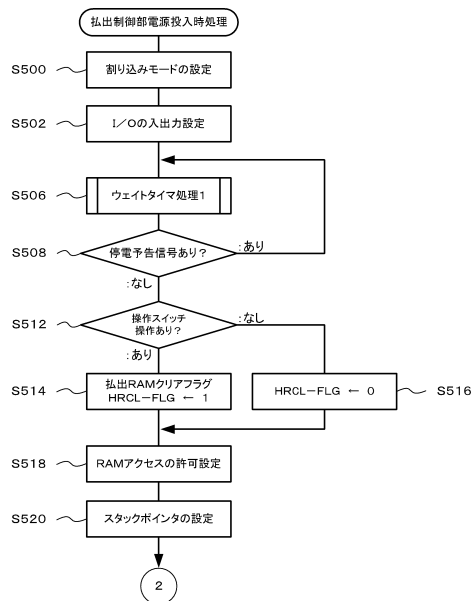 払出制御部電源投入時処理
S500
割り込みモードの設定
S502
I／Oの入出力設定
S506
ウェイトタイマ処理1
S508
停電予告信号あり？
:あり
:なし
S512
操作スイッチ
操作あり？
:なし
:あり
S514
払出RAMクリアフラグ
HRCL−FLG ← 1
HRCL−FLG ← 0
S516
S518
RAMアクセスの許可設定
S520
スタックポインタの設定
2